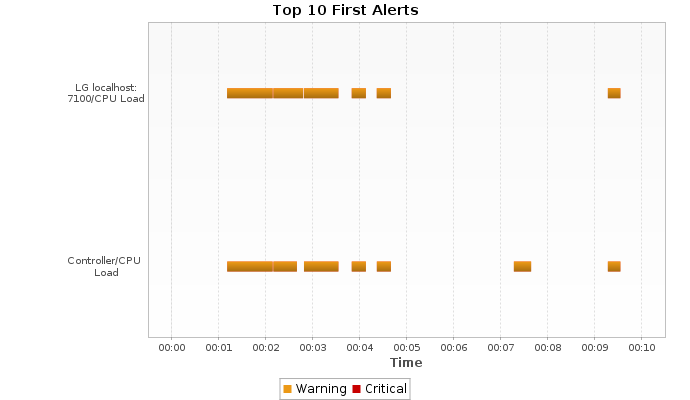 Top 10 First Alerts
LG localhost:
7100/CPU Load
Controller/CPU
Load
00:00 00:01 00:02 00:03 00:04 00:05 00:06 00:07 00:08 00:09 00:10
Time
Warning Critical